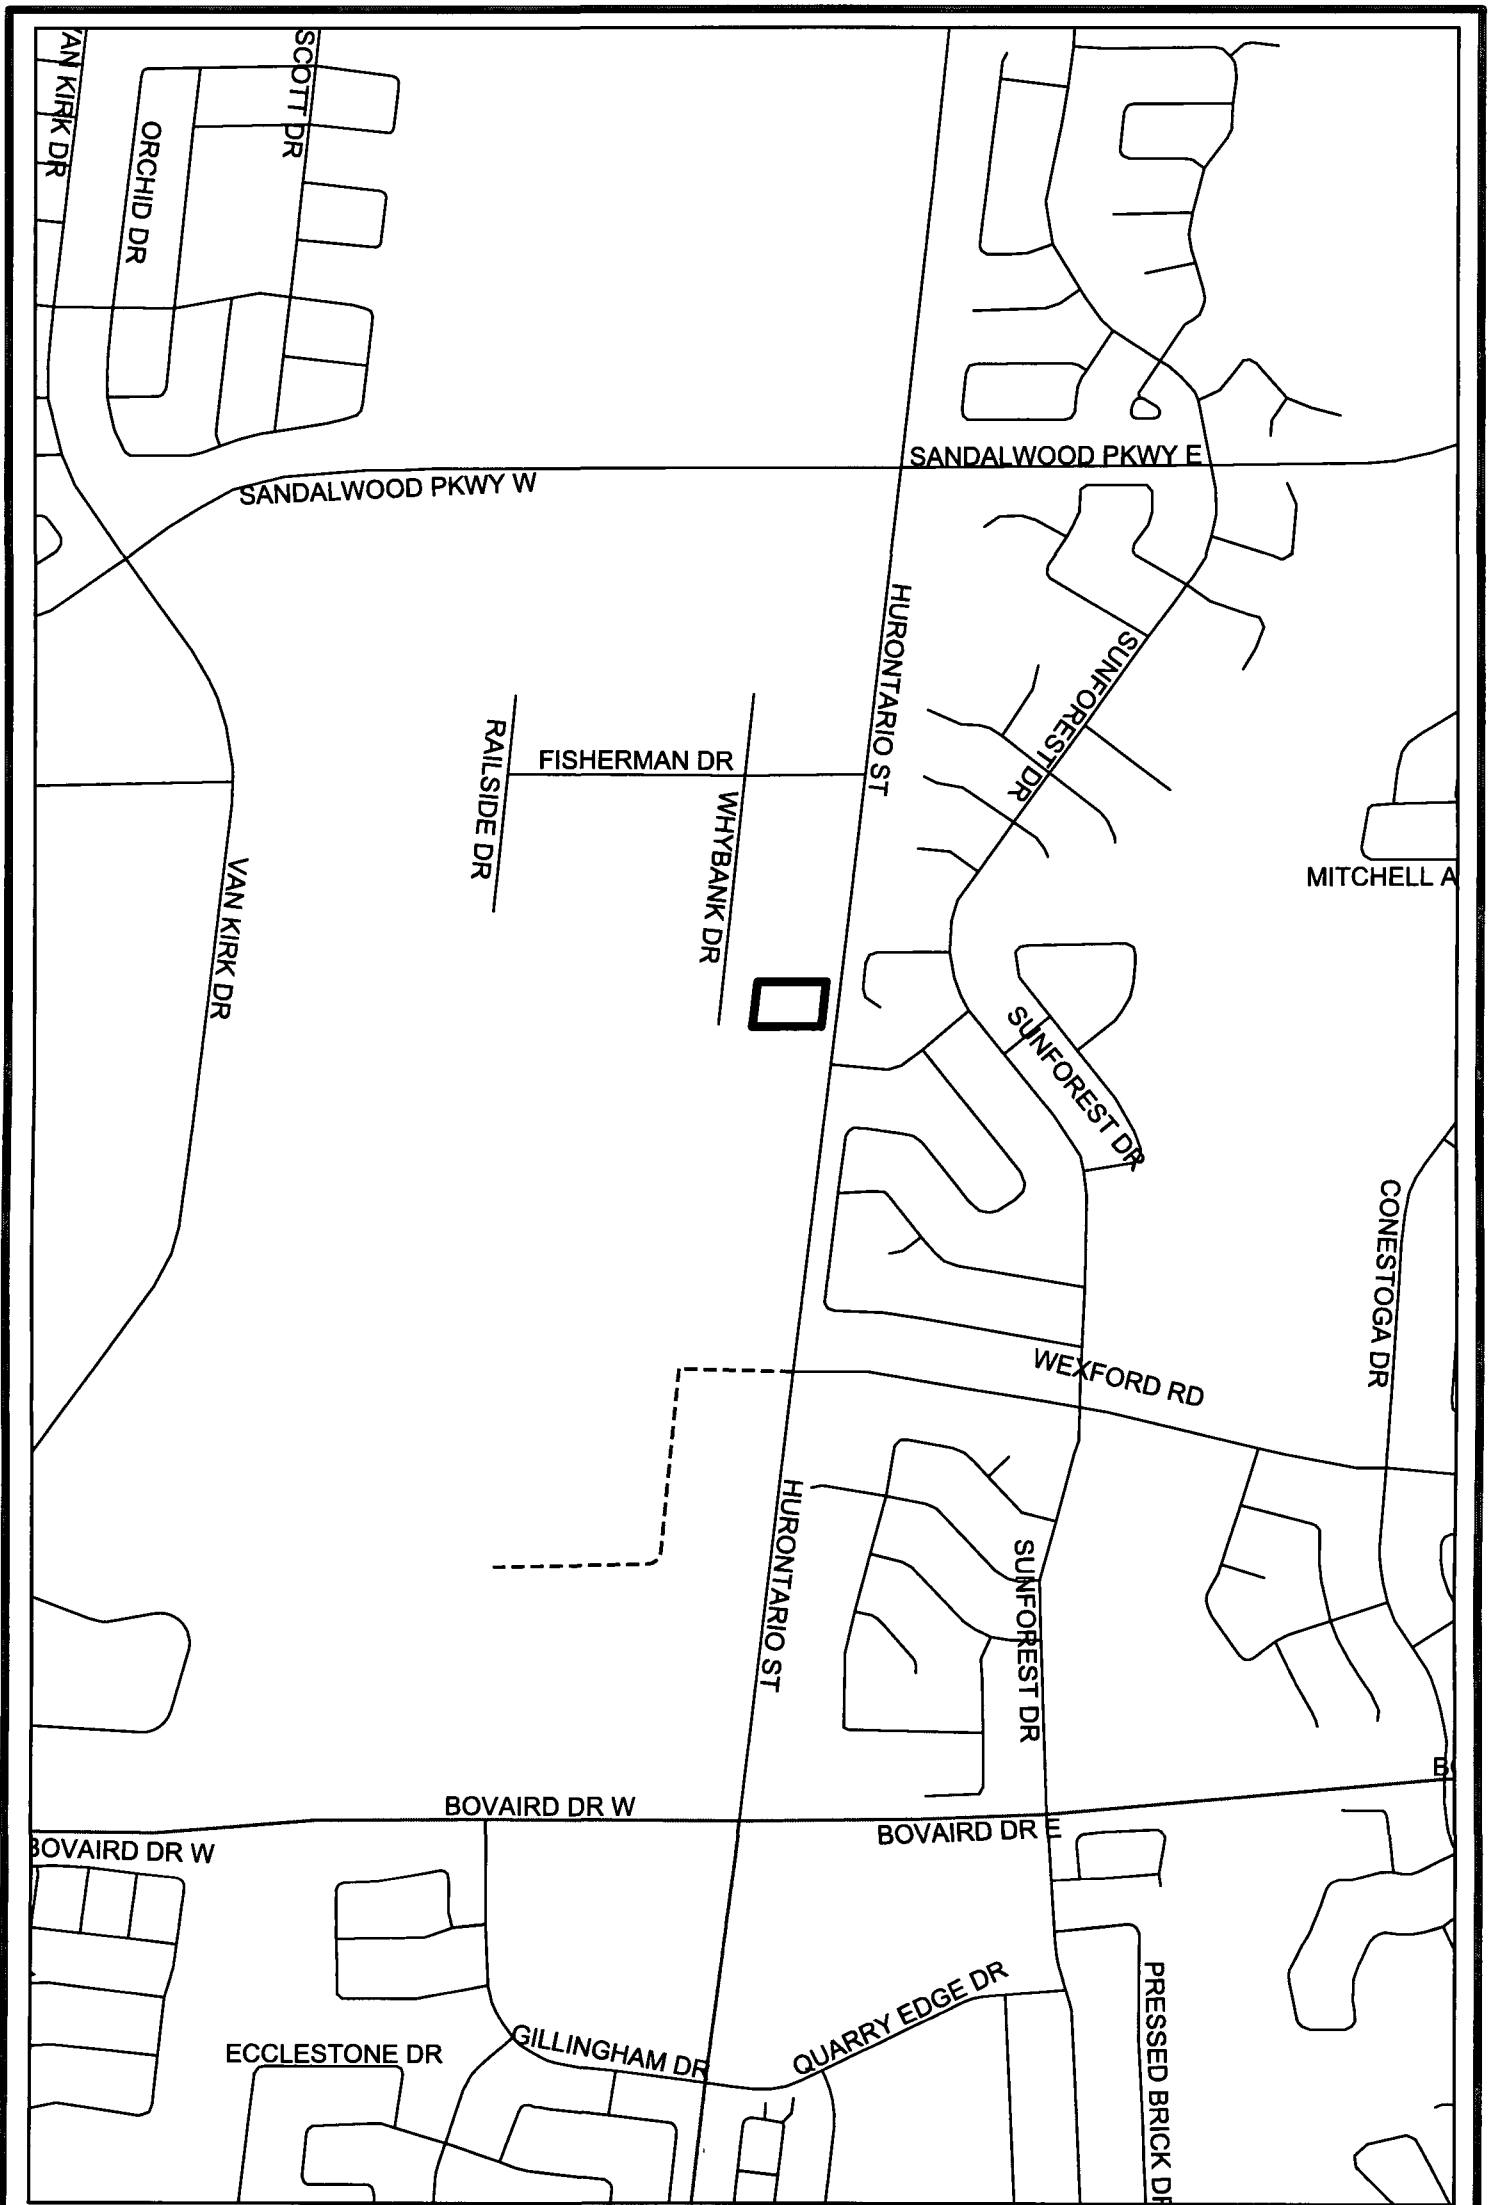 VAN KIRK DR
SCOTT DR
ORCHID DR
SANDALWOOD PKWY E
SANDALWOOD PKWY W
HURONTARIO ST
SUNFOREST DR
RAILSIDE DR
FISHERMAN DR
WHYBANK DR
MITCHELL A
VAN KIRK DR
SUNFOREST DR
CONESTOGA DR
WEXFORD RD
HURONTARIO ST
SUNFOREST DR
BOVAIRD DR W
BOVAIRD DR E
BOVAIRD DR W
PRESSED BRICK DR
QUARRY EDGE DR
GILLINGHAM DR
ECCLESTONE DR